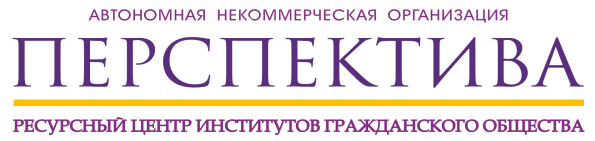 АВТОНОМНАЯ НЕКОММЕРЧЕСКАЯ ОРГАНИЗАЦИЯ
ПЕРСПЕКТИВА
РЕСУРСНЫЙ ЦЕНТР ИНСТИТУТОВ ГРАЖДАНСКОГО ОБЩЕСТВА